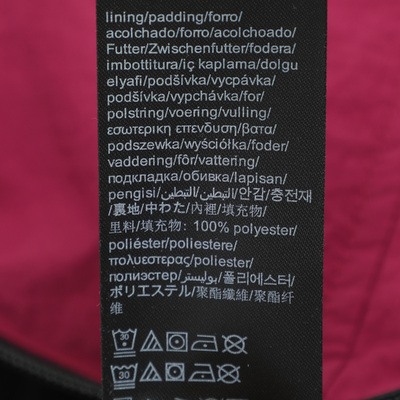 lining/padding/forro/
acolchado/forro/acolchoado/
Futter/Zwischenfutter/fodera/
imbottitura/iç kaplama/dolgu
elyafi/podšívka/vycpávka/
podšívka/vypchávka/for/
polstring/voering/vulling/
εσωτερικη επενδυση/βατα/
podszewka/wyściółka/foder/
vaddering/fôr/vattering/
подкладка/обивка/lapisan/
pengisi/التبطين/التبطين/안감/충전재
/裏地/中わた/內裡/填充物/
里料/填充物: 100% polyester/
poliéster/poliestere/
πολυεστερας/poliester/
полиэстер/بوليستر/폴리에스터/
ポリエステル/聚酯纖維/聚酯纤
维
30
30